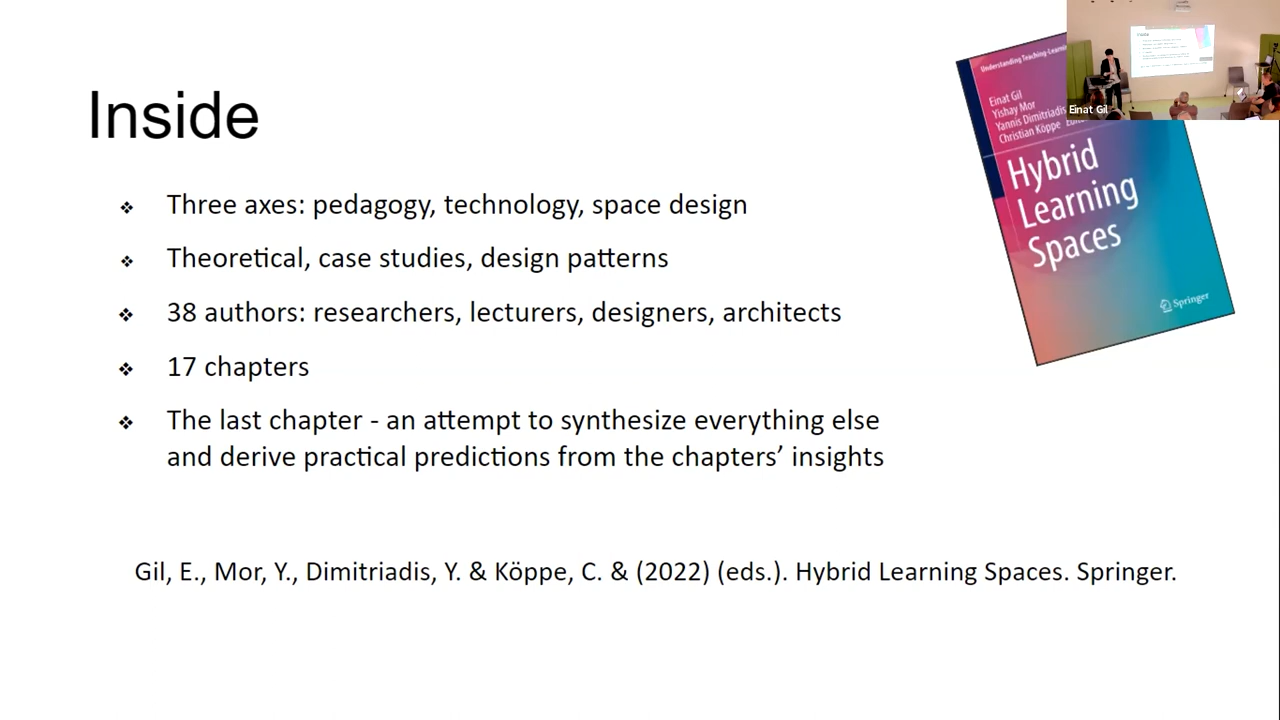 Inside
❖ Three axes: pedagogy, technology, space design
❖ Theoretical, case studies, design patterns
❖ 38 authors: researchers, lecturers, designers, architects
❖ 17 chapters
❖ The last chapter - an attempt to synthesize everything else
and derive practical predictions from the chapters’ insights
Gil, E., Mor, Y., Dimitriadis, Y. & Köppe, C. & (2022) (eds.). Hybrid Learning Spaces. Springer.
Understanding Teaching-Learning
Einat Gil
Yishay Mor
Yannis Dimitriadis
Christian Köppe
Hybrid
Learning
Spaces
Springer
Einat Gil